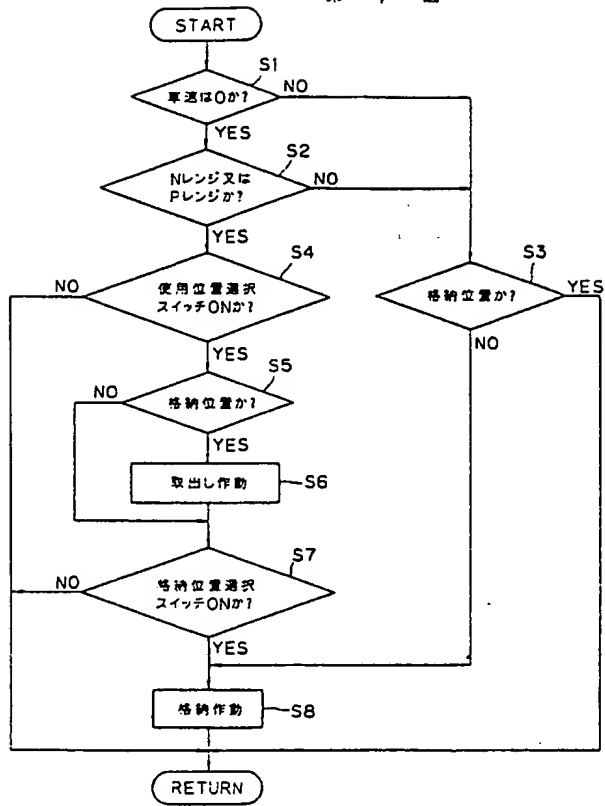 START
S1
車速は0か?
NO
YES
S2
Nレンジ又は
Pレンジか?
NO
YES
S4
使用位置選択
スイッチONか?
NO
YES
S3
格納位置か?
YES
NO
S5
格納位置か?
NO
YES
取出し作動
S6
S7
格納位置選択
スイッチONか?
NO
YES
格納作動
S8
RETURN